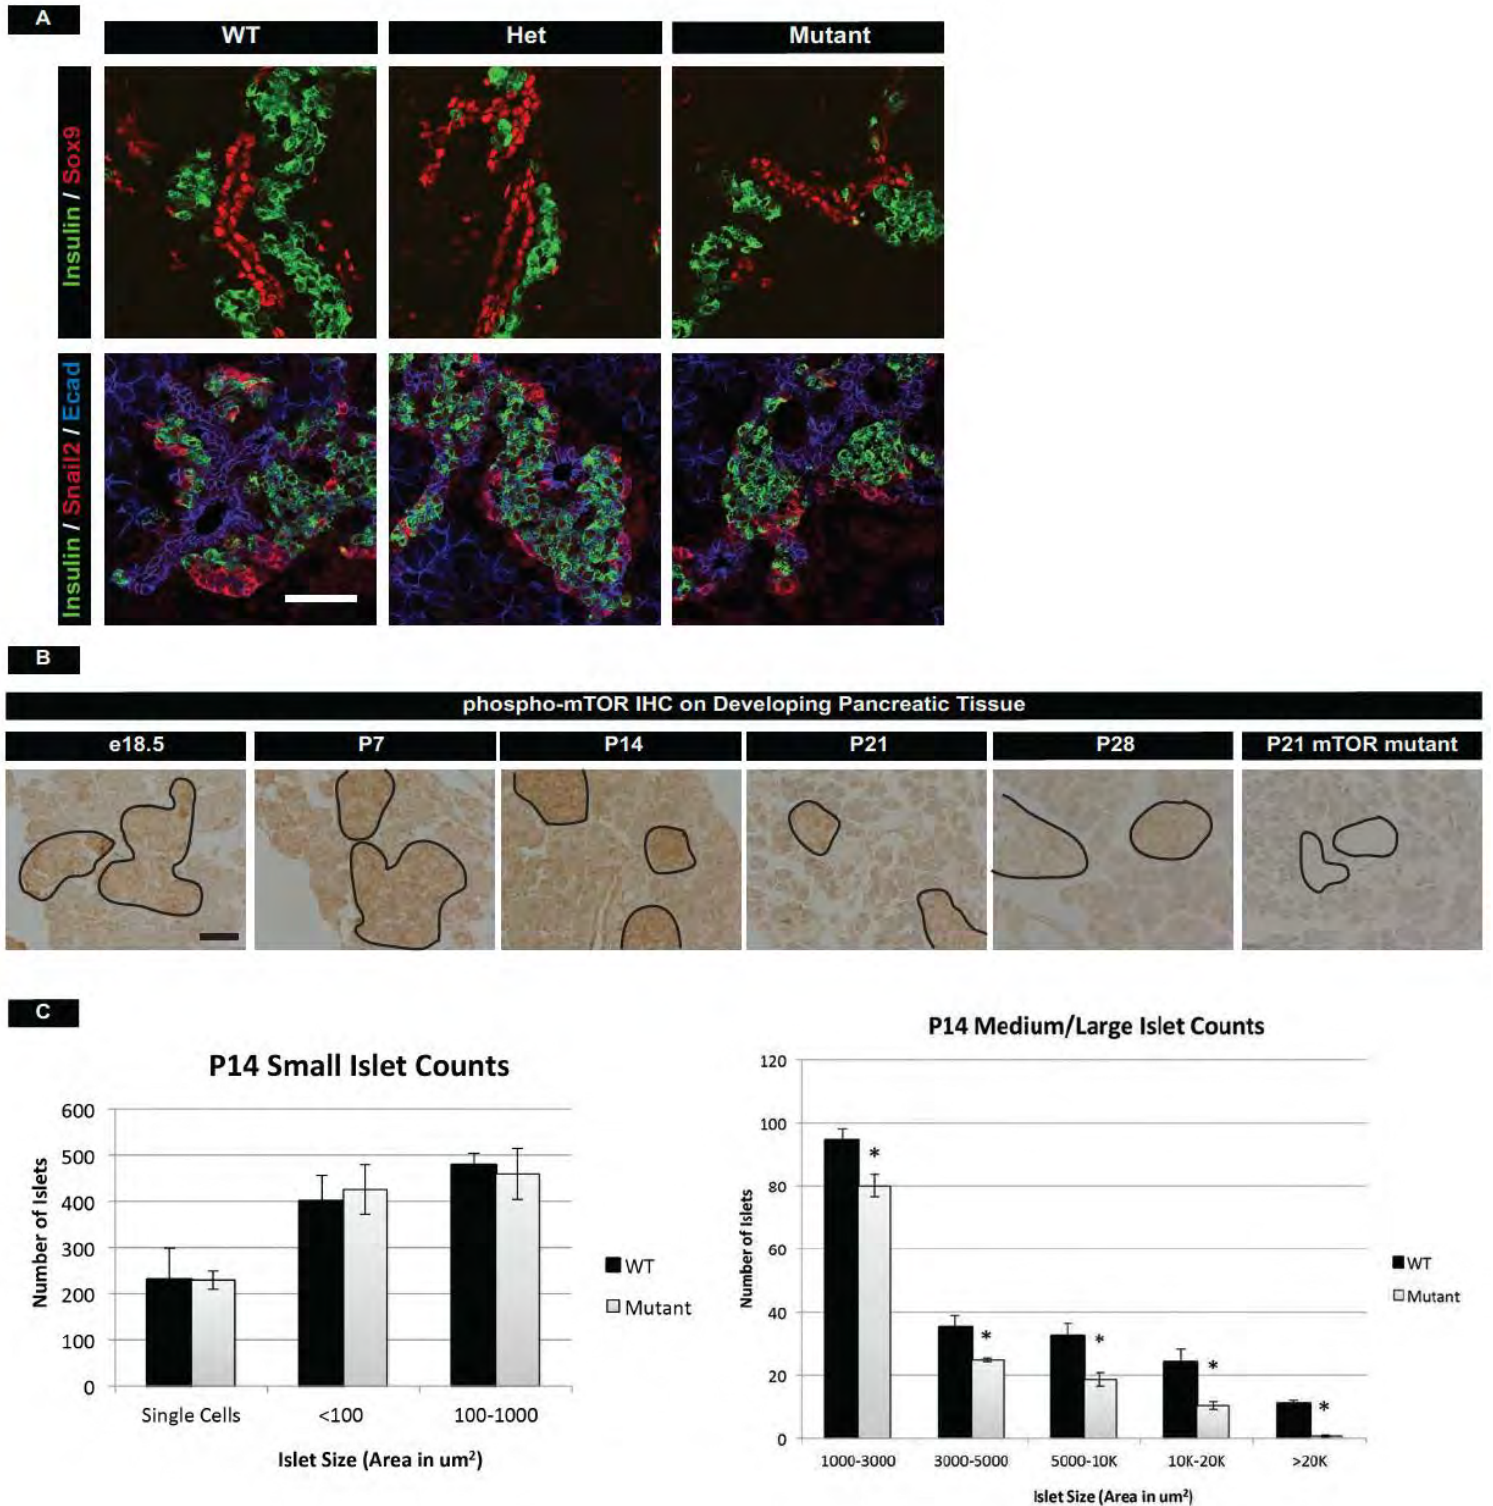 A
WT Het Mutant
Insulin / Sox9
Insulin / Snail2 / Ecad
B
phospho-mTOR IHC on Developing Pancreatic Tissue
e18.5 P7 P14 P21 P28 P21 mTOR mutant
C
P14 Small Islet Counts
Number of Islets
600
500
400
300
200
100
0
Single Cells <100 100-1000
Islet Size (Area in um²)
WT
Mutant
P14 Medium/Large Islet Counts
Number of Islets
120
100
80
60
40
20
0
*
*
*
*
*
1000-3000 3000-5000 5000-10K 10K-20K >20K
Islet Size (Area in um²)
WT
Mutant